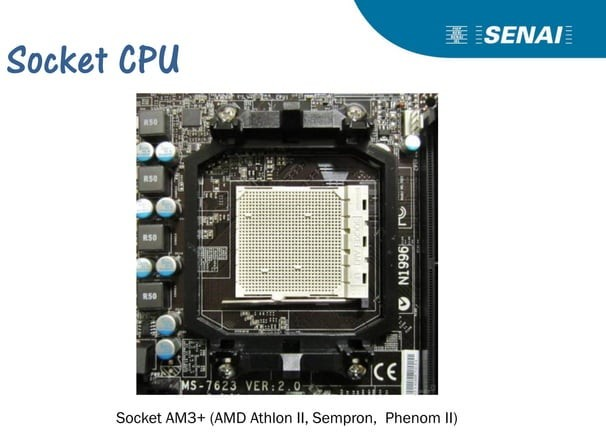 SENAI
Socket CPU
R50
R50
R50
R50
N1996
MS-7623 VER:2.0
CE
Socket AM3+ (AMD Athlon II, Sempron, Phenom II)